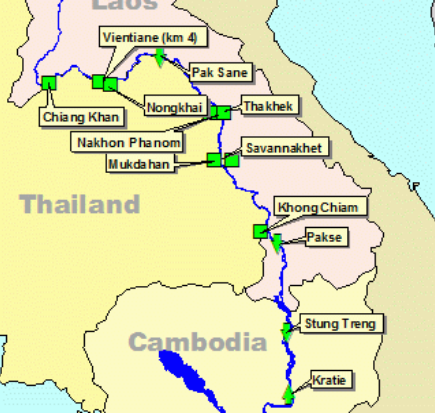 Laos
Vientiane (km 4)
Pak Sane
Chiang Khan
Nongkhai
Thakhek
Nakhon Phanom
Savannakhet
Mukdahan
Thailand
Khong Chiam
Pakse
Stung Treng
Cambodia
Kratie